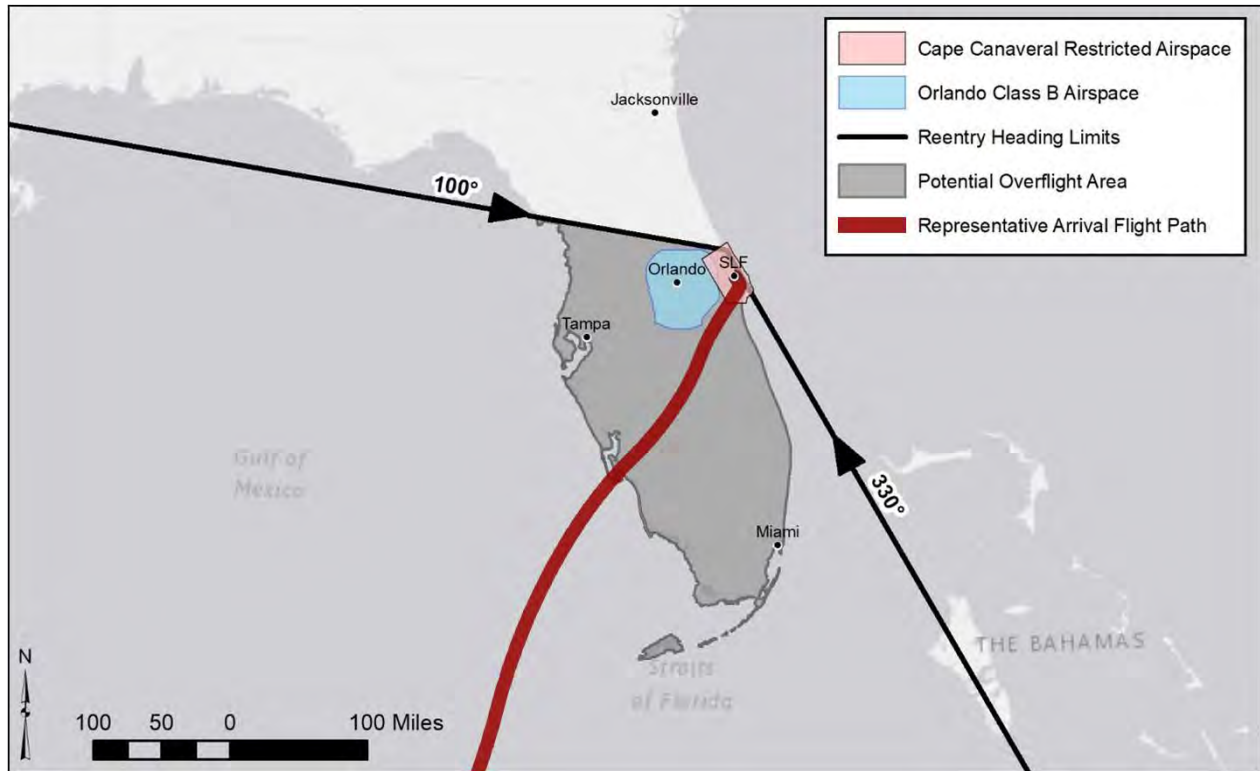 Cape Canaveral Restricted Airspace
Orlando Class B Airspace
Reentry Heading Limits
Potential Overflight Area
Representative Arrival Flight Path
Jacksonville
100°
SLF
Orlando
Tampa
Gulf of
Mexico
330°
Miami
THE BAHAMAS
Straits
of Florida
N
100 50 0 100 Miles